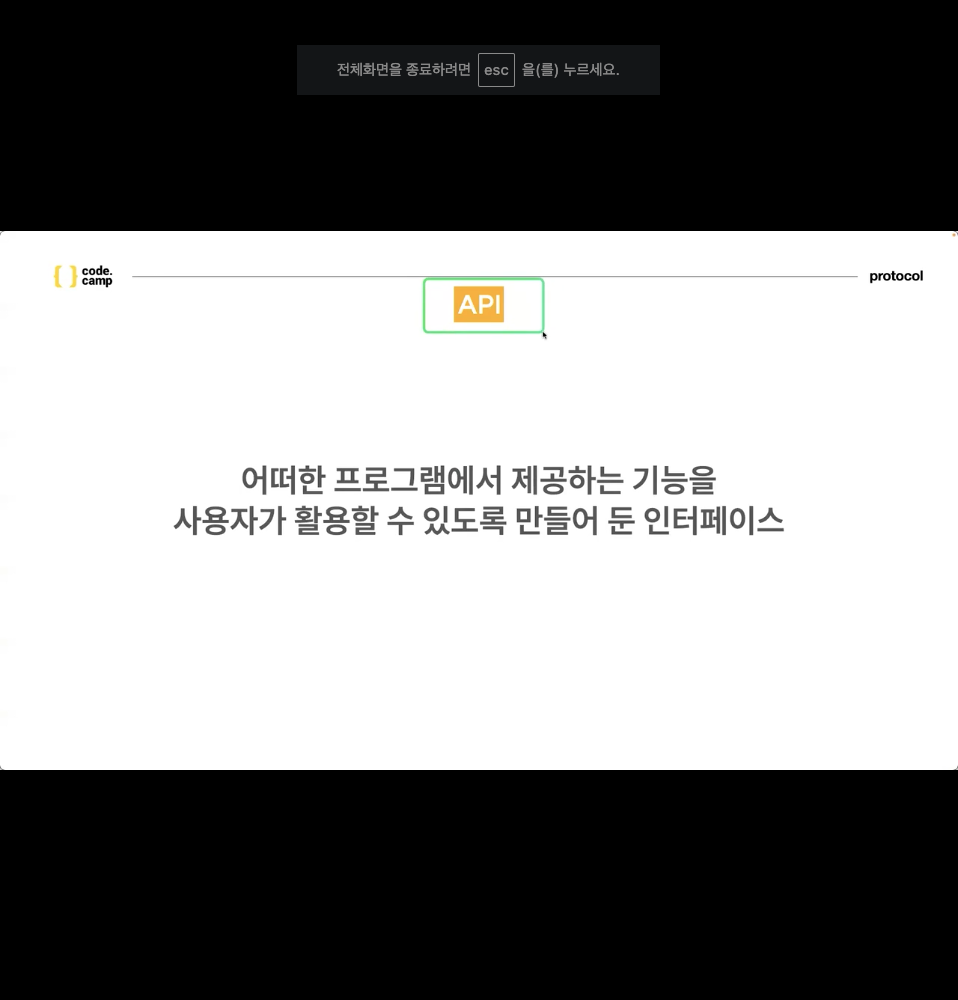 전체화면을 종료하려면 esc 을(를) 누르세요.
{ } code.
camp
protocol
API
어떠한 프로그램에서 제공하는 기능을
사용자가 활용할 수 있도록 만들어 둔 인터페이스